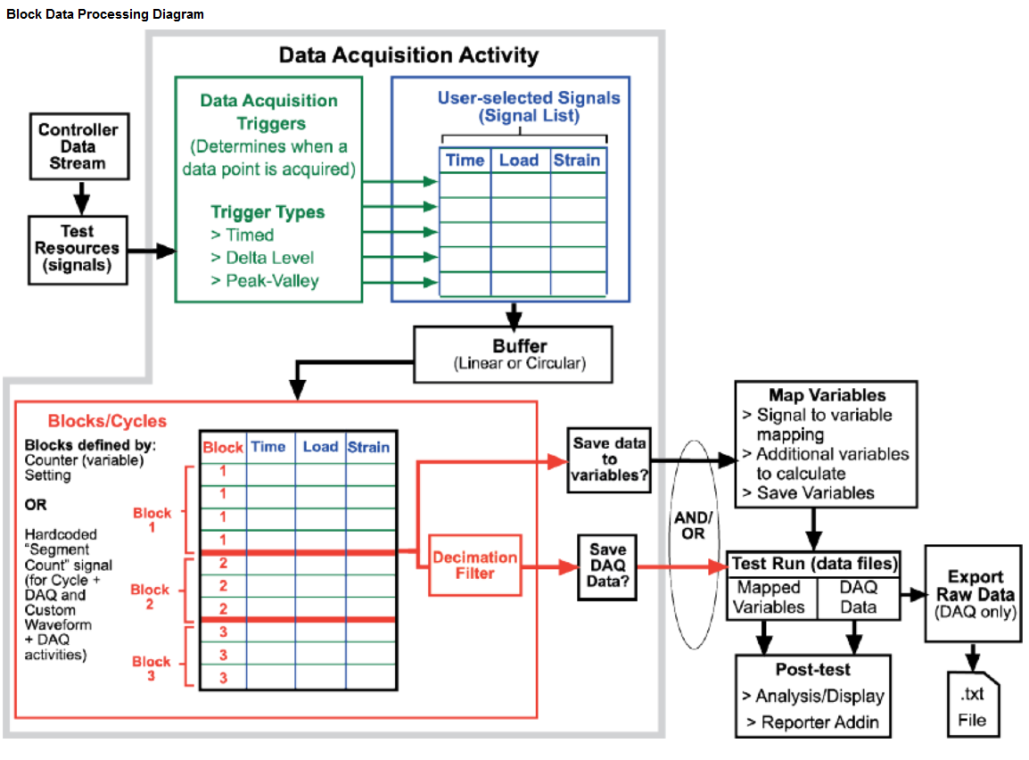 Block Data Processing Diagram
Data Acquisition Activity
Controller
Data
Stream
Test
Resources
(signals)
Data Acquisition
Triggers
(Determines when a
data point is acquired)
Trigger Types
> Timed
> Delta Level
> Peak-Valley
User-selected Signals
(Signal List)
Time Load Strain
Buffer
(Linear or Circular)
Blocks/Cycles
Blocks defined by:
Counter (variable)
Setting
OR
Hardcoded
“Segment
Count” signal
(for Cycle +
DAQ and
Custom
Waveform
+ DAQ
activities)
Block
1
Block
2
Block
3
Block Time Load Strain
1
1
1
1
2
2
2
3
3
3
Decimation
Filter
Save data
to
variables?
Save
DAQ
Data?
AND/
OR
Map Variables
> Signal to variable
mapping
> Additional variables
to calculate
> Save Variables
Test Run (data files)
Mapped
Variables
DAQ
Data
Export
Raw Data
(DAQ only)
.txt
File
Post-test
> Analysis/Display
> Reporter Addin